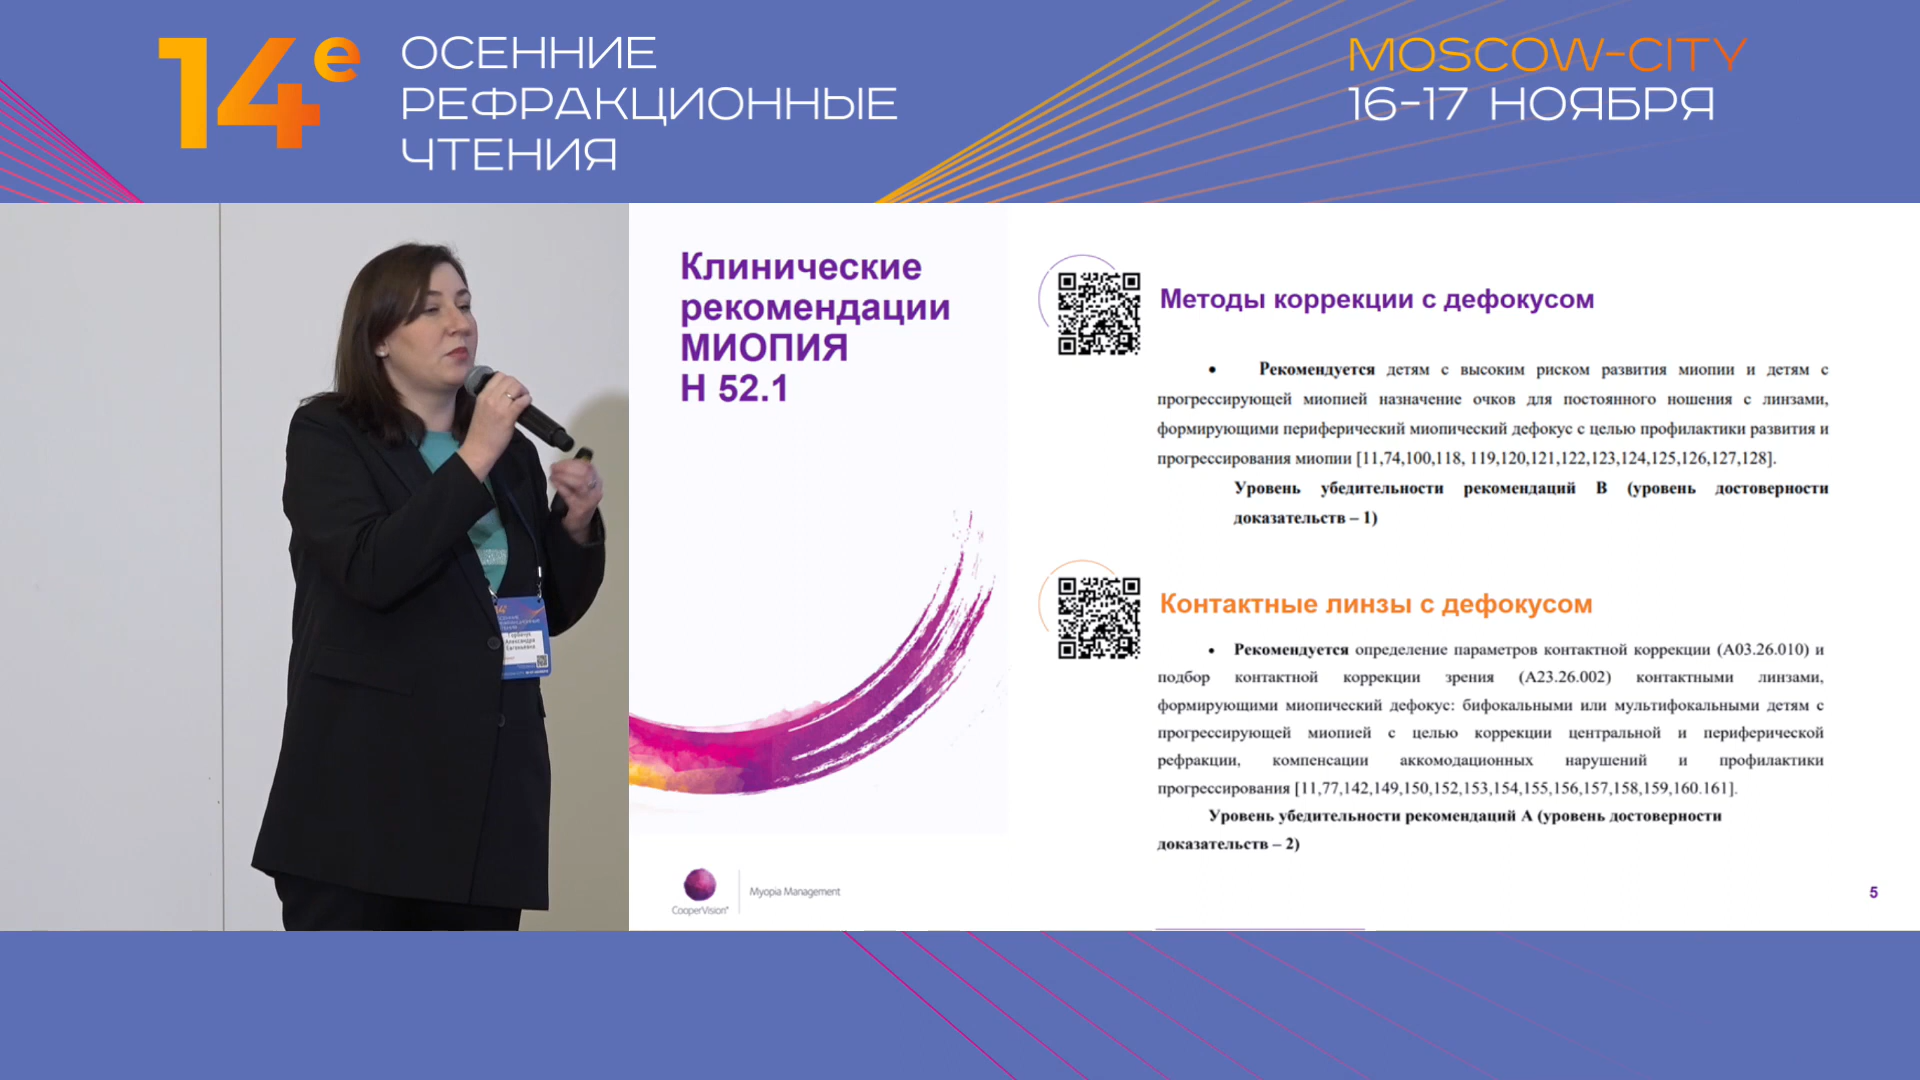 14е
ОСЕННИЕ
РЕФРАКЦИОННЫЕ
ЧТЕНИЯ
MOSCOW-CITY
16-17 НОЯБРЯ
Клинические
рекомендации
МИОПИЯ
Н 52.1
Методы коррекции с дефокусом
• Рекомендуется детям с высоким риском развития миопии и детям с
прогрессирующей миопией назначение очков для постоянного ношения с линзами,
формирующими периферический миопический дефокус с целью профилактики развития и
прогрессирования миопии [11,74,100,118, 119,120,121,122,123,124,125,126,127,128].
Уровень убедительности рекомендаций В (уровень достоверности
доказательств – 1)
Контактные линзы с дефокусом
• Рекомендуется определение параметров контактной коррекции (А03.26.010) и
подбор контактной коррекции зрения (А23.26.002) контактными линзами,
формирующими миопический дефокус: бифокальными или мультифокальными детям с
прогрессирующей миопией с целью коррекции центральной и периферической
рефракции, компенсации аккомодационных нарушений и профилактики
прогрессирования [11,77,142,149,150,152,153,154,155,156,157,158,159,160.161].
Уровень убедительности рекомендаций А (уровень достоверности
доказательств – 2)
CooperVision®
Myopia Management
5
Горбачук
Александра
Евгеньевна